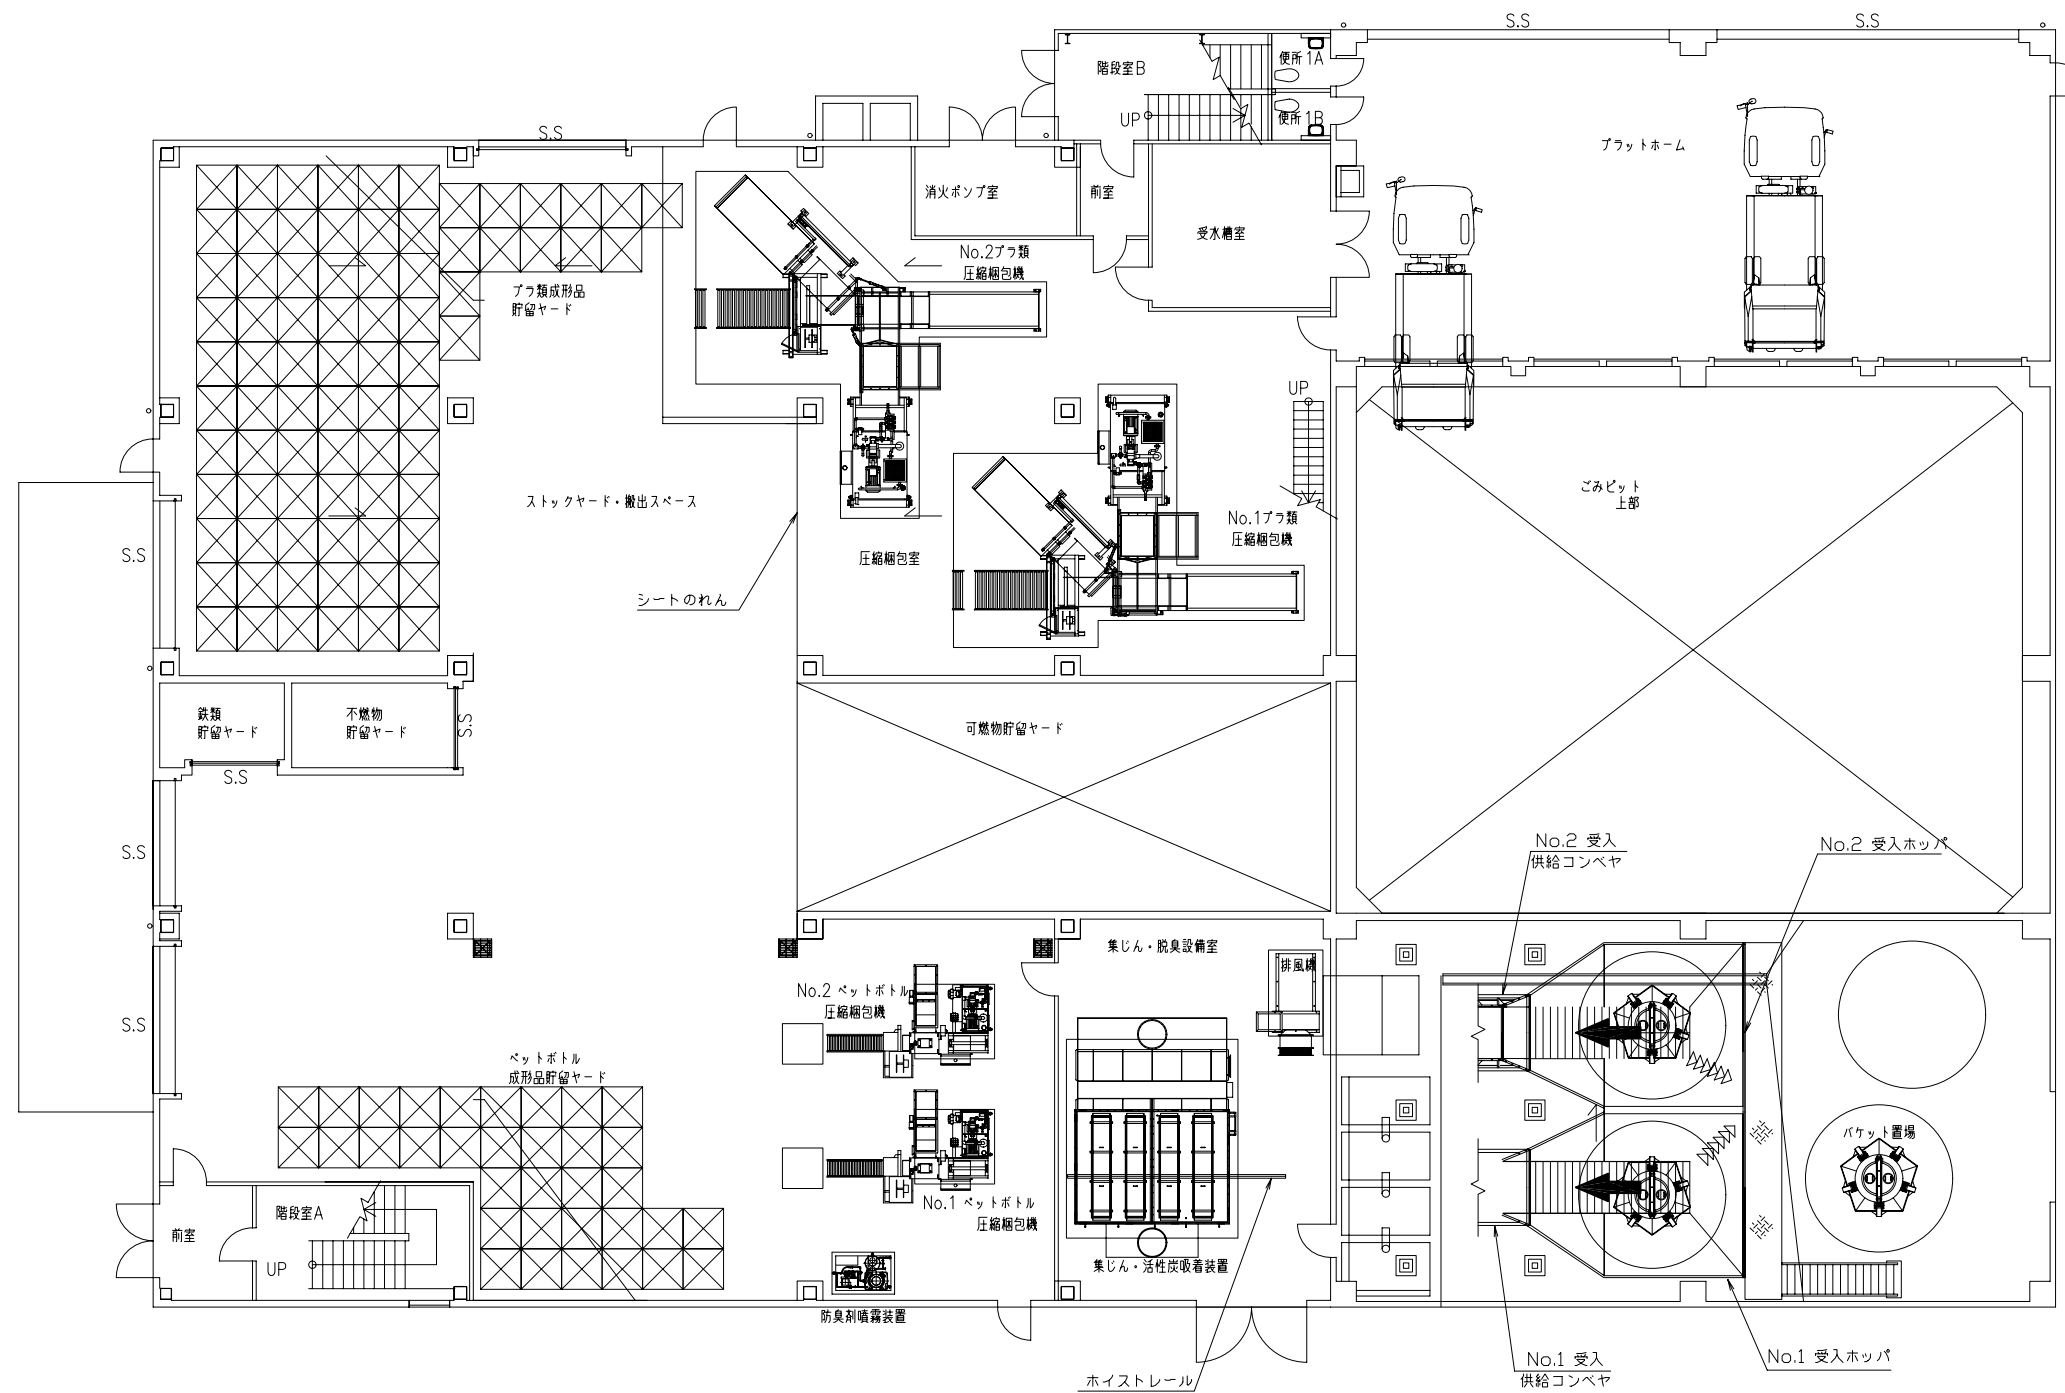 S.S
S.S
階段室B
便所1A
UP
便所1B
S.S
プラットホーム
消火ポンプ室
前室
受水槽室
No.2プラ類
圧縮梱包機
プラ類成形品
貯留ヤード
UP
ごみピット
上部
ストックヤード・搬出スペース
No.1プラ類
圧縮梱包機
S.S
圧縮梱包室
シートのれん
鉄類
貯留ヤード
不燃物
貯留ヤード
S.S
可燃物貯留ヤード
S.S
No.2 受入
供給コンベヤ
No.2 受入ホッパ
S.S
集じん・脱臭設備室
排風機
No.2 ペットボトル
圧縮梱包機
S.S
ペットボトル
成形品貯留ヤード
バケット置場
No.1 ペットボトル
圧縮梱包機
階段室A
前室
UP
集じん・活性炭吸着装置
防臭剤噴霧装置
No.1 受入
供給コンベヤ
No.1 受入ホッパ
ホイストレール